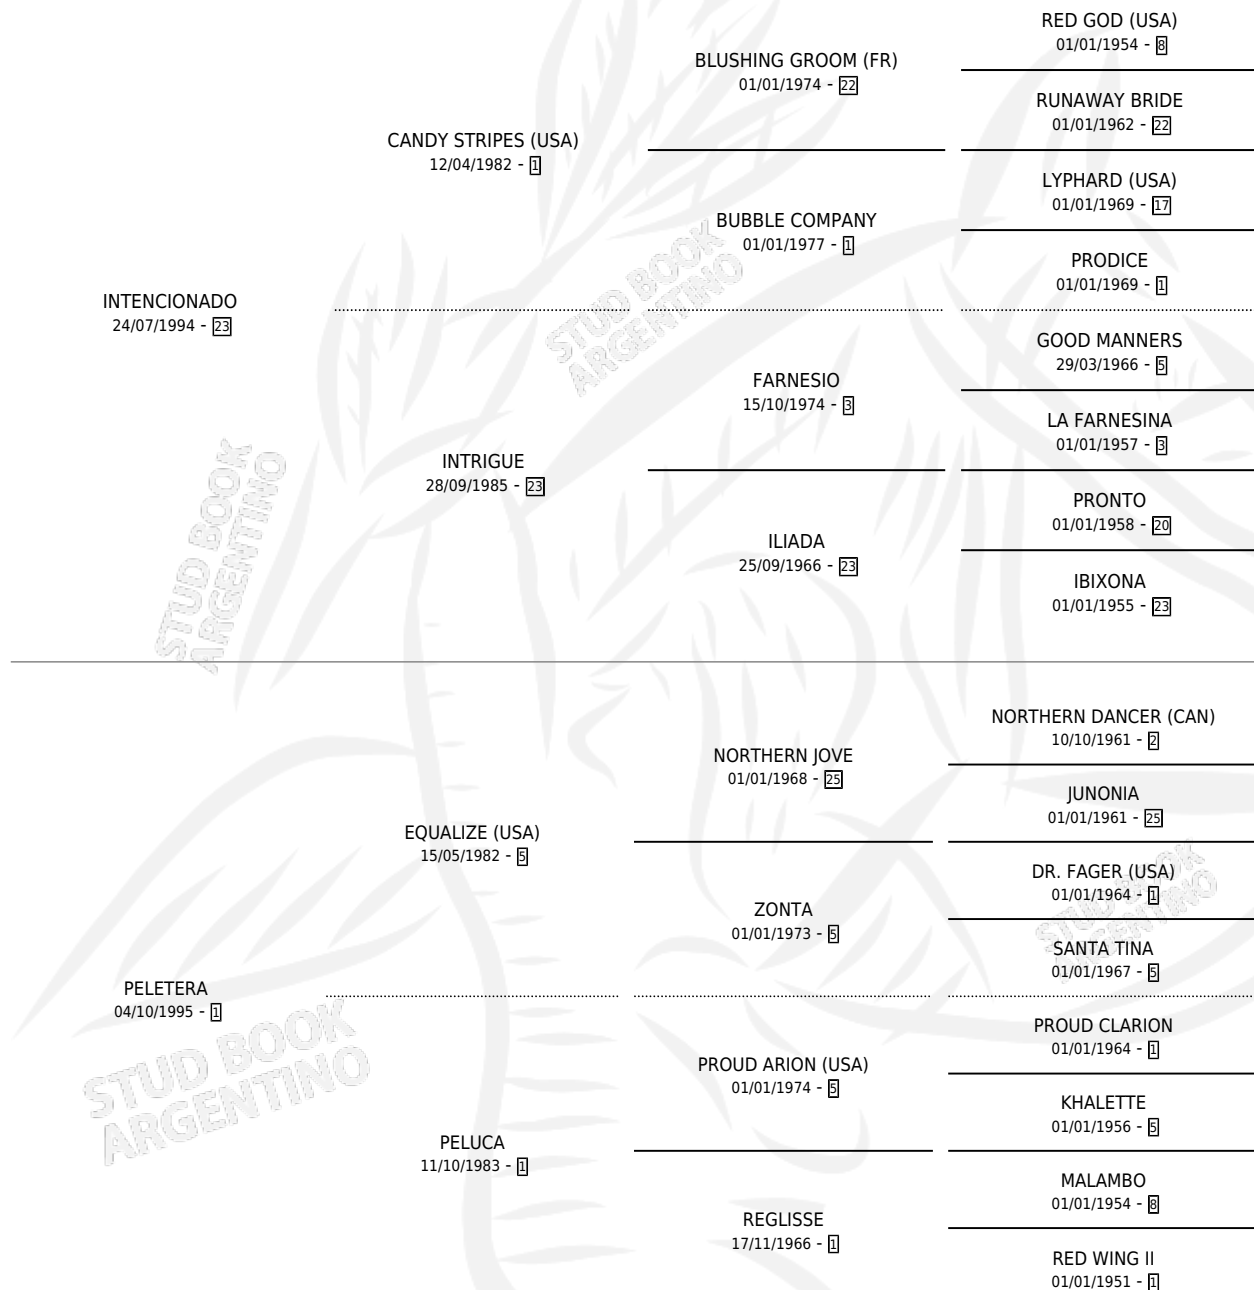 RED GOD (USA)
01/01/1954 - 8
BLUSHING GROOM (FR)
01/01/1974 - 22
RUNAWAY BRIDE
01/01/1962 - 22
CANDY STRIPES (USA)
12/04/1982 - 1
LYPHARD (USA)
01/01/1969 - 17
BUBBLE COMPANY
01/01/1977 - 1
PRODICE
01/01/1969 - 1
INTENCIONADO
24/07/1994 - 23
STUD BOOK
ARGENTINO
GOOD MANNERS
29/03/1966 - 5
FARNESIO
15/10/1974 - 3
LA FARNESINA
01/01/1957 - 3
INTRIGUE
28/09/1985 - 23
PRONTO
01/01/1958 - 20
ILIADA
25/09/1966 - 23
IBIXONA
01/01/1955 - 23
STUD BOOK
ARGENTINO
NORTHERN DANCER (CAN)
10/10/1961 - 2
NORTHERN JOVE
01/01/1968 - 25
JUNONIA
01/01/1961 - 25
EQUALIZE (USA)
15/05/1982 - 5
DR. FAGER (USA)
01/01/1964 - 1
ZONTA
01/01/1973 - 5
SANTA TINA
01/01/1967 - 5
STUD BOOK
ARGENTINO
PELETERA
04/10/1995 - 1
PROUD CLARION
01/01/1964 - 1
PROUD ARION (USA)
01/01/1974 - 5
KHALETTE
01/01/1956 - 5
STUD BOOK
ARGENTINO
PELUCA
11/10/1983 - 1
MALAMBO
01/01/1954 - 8
REGLISSE
17/11/1966 - 1
RED WING II
01/01/1951 - 1